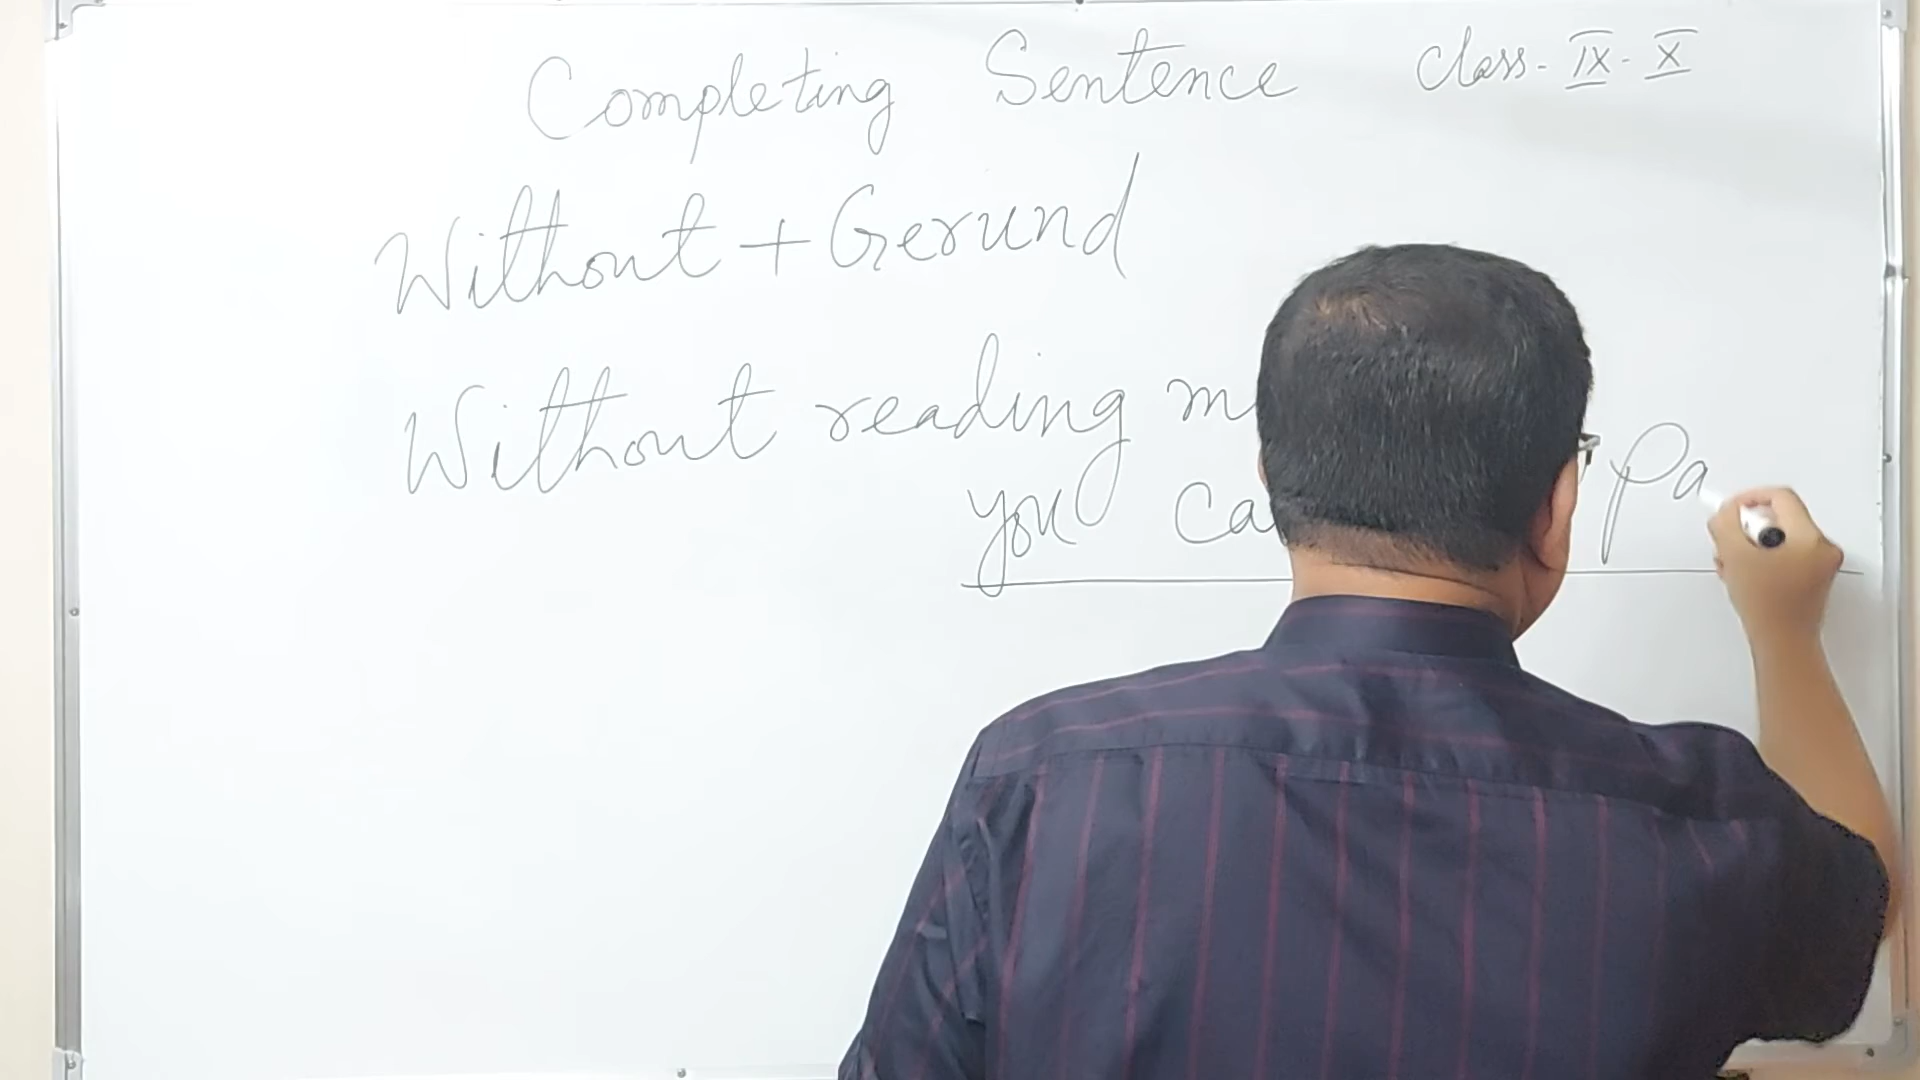 Completing Sentence Class - IX - X
Without + Gerund
Without reading
you